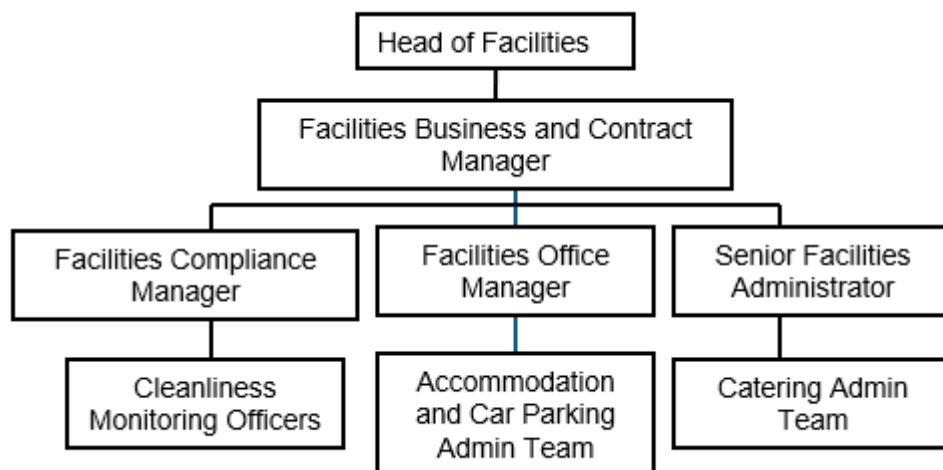 Head of Facilities
Facilities Business and Contract
Manager
Facilities Compliance
Manager
Facilities Office
Manager
Senior Facilities
Administrator
Cleanliness
Monitoring Officers
Accommodation
and Car Parking
Admin Team
Catering Admin
Team